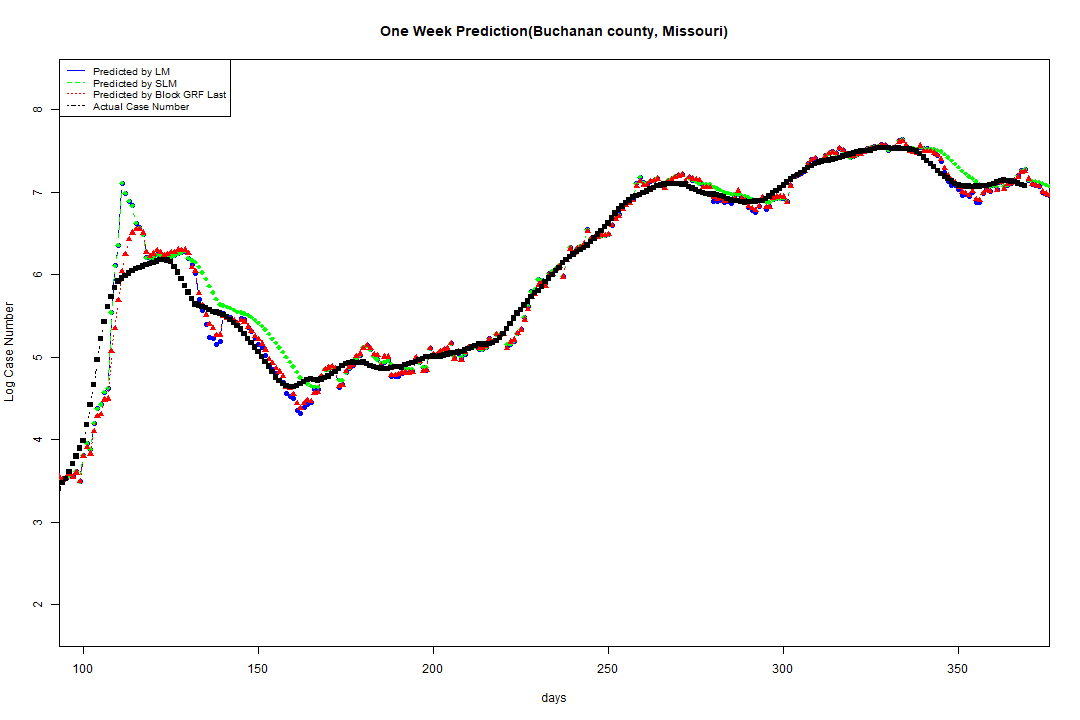 One Week Prediction(Buchanan county, Missouri)
Predicted by LM
Predicted by SLM
Predicted by Block GRF Last
Actual Case Number
8
7
6
5
4
3
2
Log Case Number
100 150 200 250 300 350
days